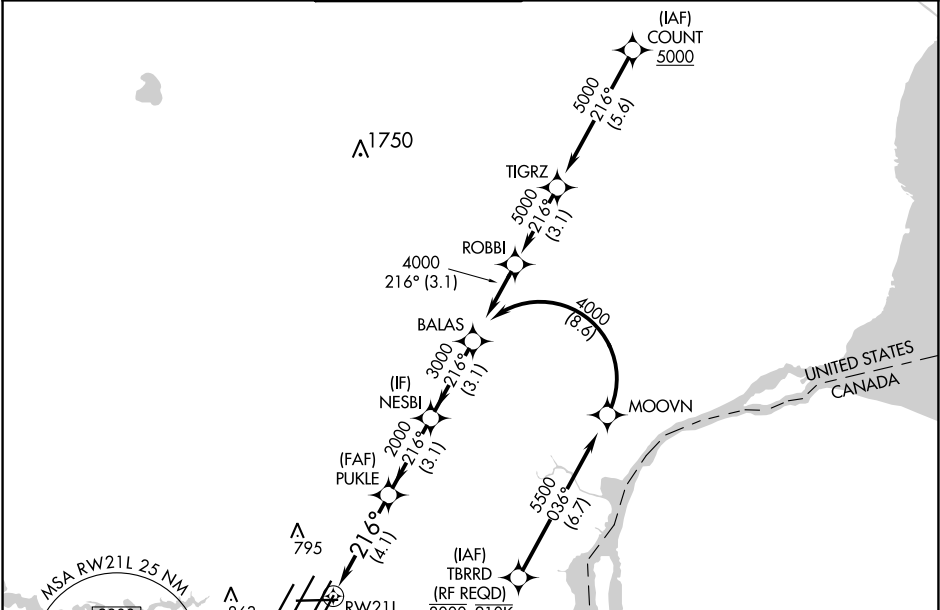 (IAF)
COUNT
5000
5000
216°
(5.6)
1750
TIGRZ
5000
216°
(3.1)
ROBBI
4000
216° (3.1)
4000
(8.6)
BALAS
3000
216°
(3.1)
UNITED STATES
CANADA
(IF)
NESBI
MOOVN
2000
216°
(3.1)
(FAF)
PUKLE
5500
036°
(6.7)
216°
(4.1)
795
(IAF)
TBRRD
(RF REQD)
MSA RW21L 25 NM
RW21L